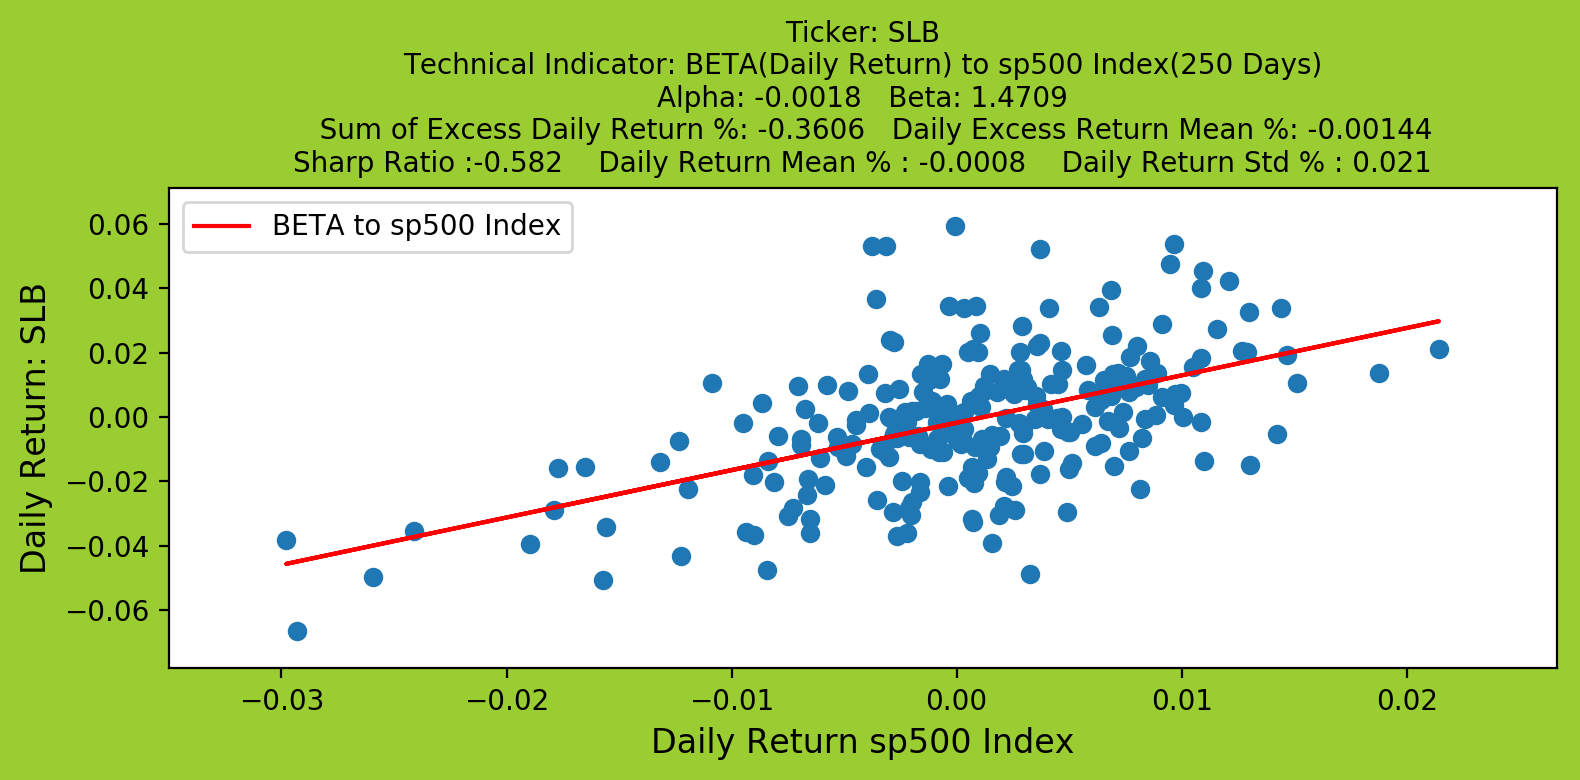 Ticker: SLB
Technical Indicator: BETA(Daily Return) to sp500 Index(250 Days)
Alpha: -0.0018   Beta: 1.4709
Sum of Excess Daily Return %: -0.3606   Daily Excess Return Mean %: -0.00144
Sharp Ratio :-0.582    Daily Return Mean % : -0.0008    Daily Return Std % : 0.021
BETA to sp500 Index
Daily Return: SLB
0.06
0.04
0.02
0.00
−0.02
−0.04
−0.06
−0.03 −0.02 −0.01 0.00 0.01 0.02
Daily Return sp500 Index